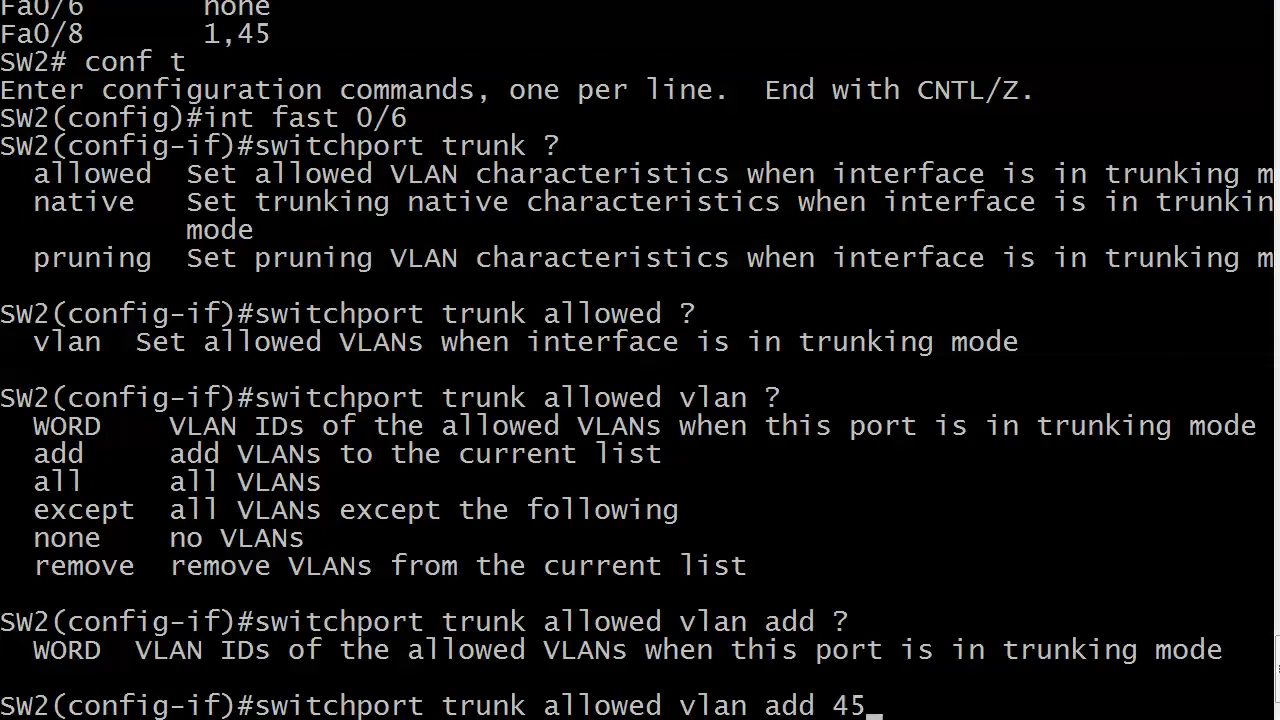 Fa0/6       none
Fa0/8       1,45
SW2# conf t
Enter configuration commands, one per line.  End with CNTL/Z.
SW2(config)#int fast 0/6
SW2(config-if)#switchport trunk ?
  allowed  Set allowed VLAN characteristics when interface is in trunking m
  native   Set trunking native characteristics when interface is in trunkin
           mode
  pruning  Set pruning VLAN characteristics when interface is in trunking m
SW2(config-if)#switchport trunk allowed ?
  vlan  Set allowed VLANs when interface is in trunking mode
SW2(config-if)#switchport trunk allowed vlan ?
  WORD    VLAN IDs of the allowed VLANs when this port is in trunking mode
  add     add VLANs to the current list
  all     all VLANs
  except  all VLANs except the following
  none    no VLANs
  remove  remove VLANs from the current list
SW2(config-if)#switchport trunk allowed vlan add ?
  WORD  VLAN IDs of the allowed VLANs when this port is in trunking mode
SW2(config-if)#switchport trunk allowed vlan add 45_